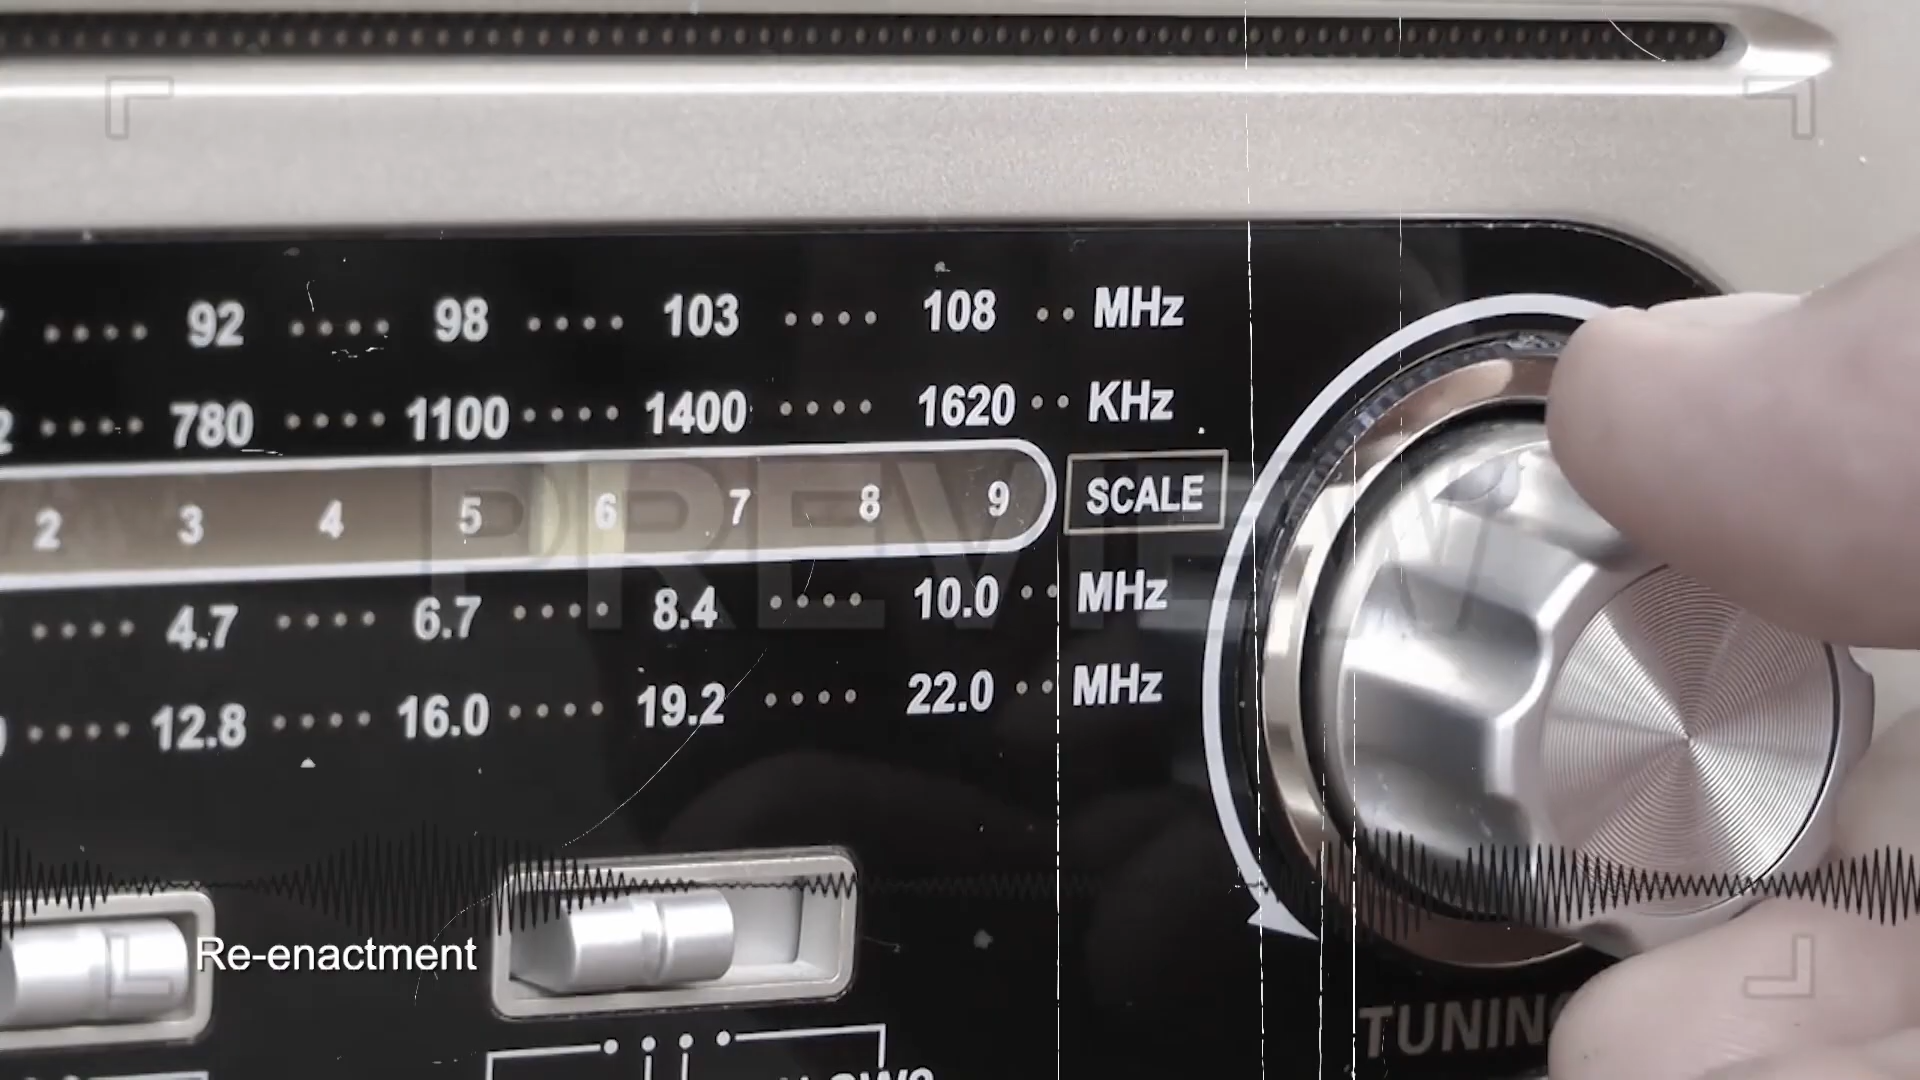 92 98 103 108 MHz
780 1100 1400 1620 KHz
2 3 4 5 6 7 8 9 SCALE
4.7 6.7 8.4 10.0 MHz
12.8 16.0 19.2 22.0 MHz
PREVIEW
Re-enactment